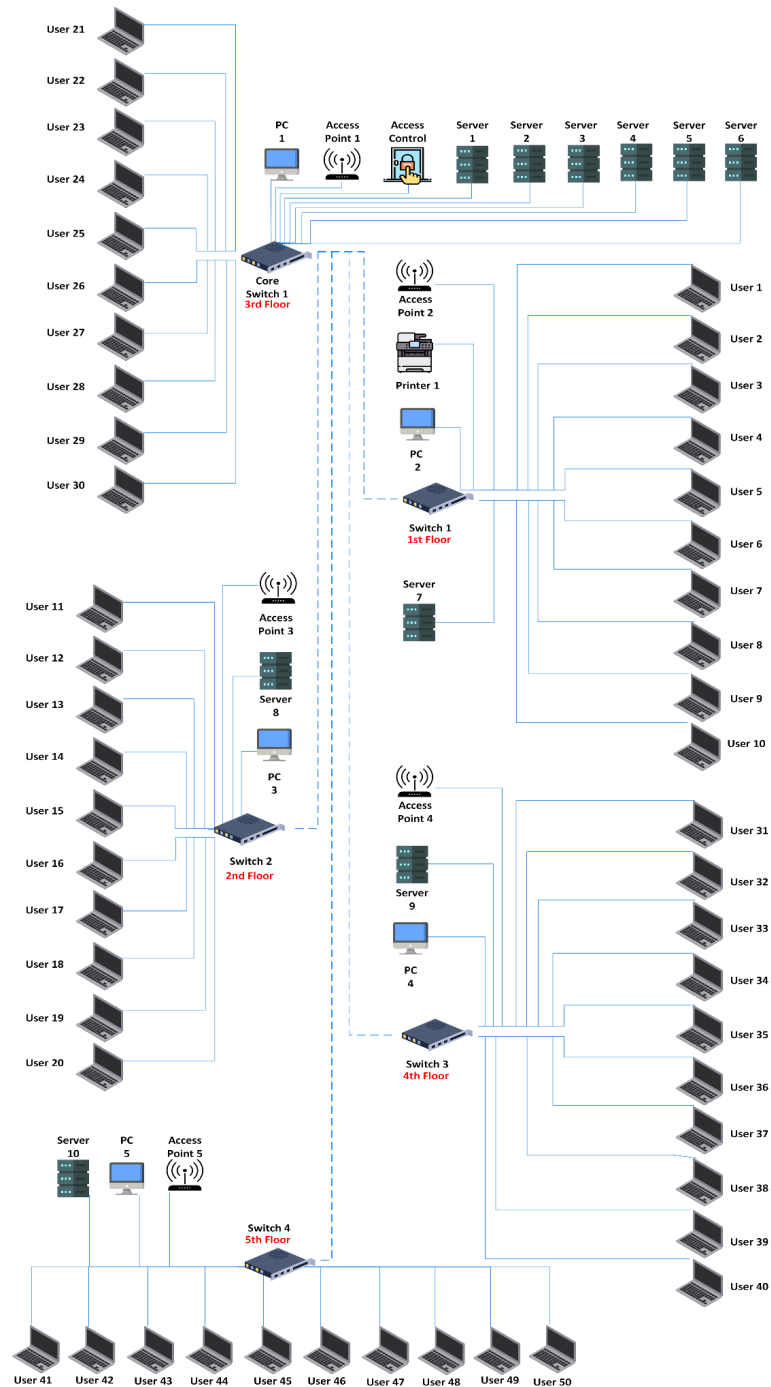 User 21
User 22
User 23
User 24
User 25
User 26
User 27
User 28
User 29
User 30
PC
1
Access
Point 1
Access
Control
Server
1
Server
2
Server
3
Server
4
Server
5
Server
6
Core
Switch 1
3rd Floor
Access
Point 2
Printer 1
PC
2
Switch 1
1st Floor
Server
7
User 1
User 2
User 3
User 4
User 5
User 6
User 7
User 8
User 9
User 10
User 11
User 12
User 13
User 14
User 15
User 16
User 17
User 18
User 19
User 20
Access
Point 3
Server
8
PC
3
Switch 2
2nd Floor
Access
Point 4
Server
9
PC
4
Switch 3
4th Floor
User 31
User 32
User 33
User 34
User 35
User 36
User 37
User 38
User 39
User 40
Server
10
PC
5
Access
Point 5
Switch 4
5th Floor
User 41
User 42
User 43
User 44
User 45
User 46
User 47
User 48
User 49
User 50